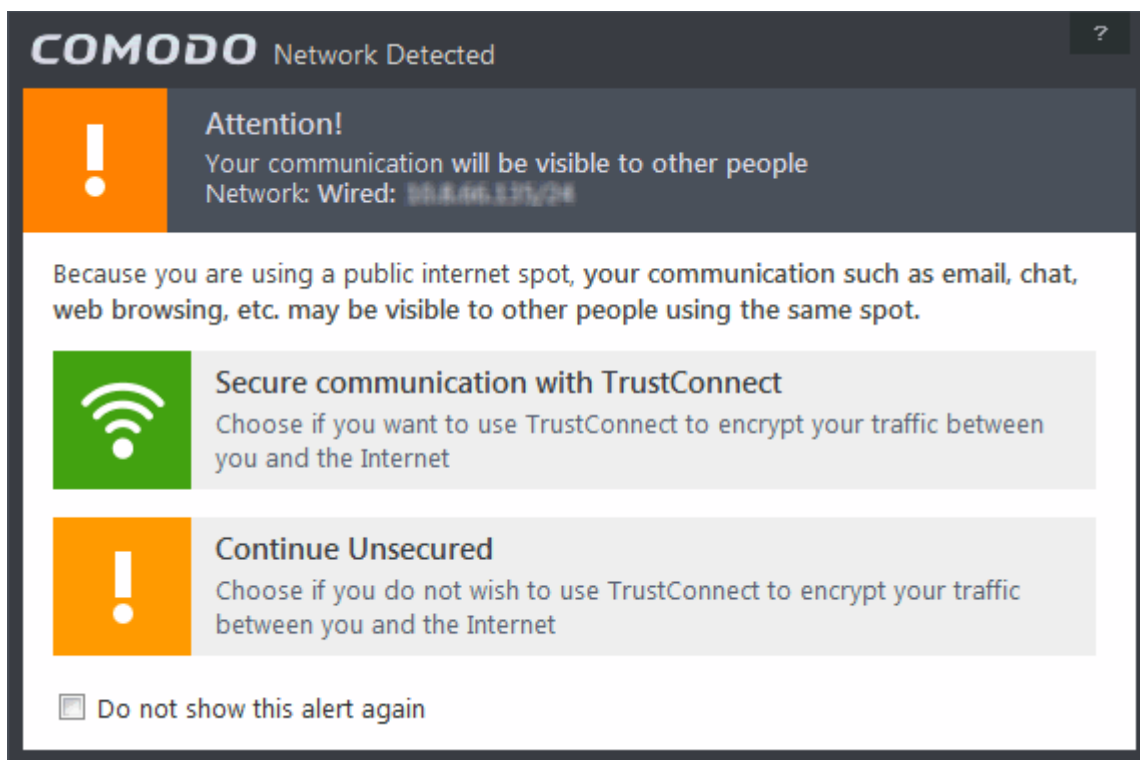 COMODO Network Detected
?
Attention!
Your communication will be visible to other people
Network: Wired:
Because you are using a public internet spot, your communication such as email, chat,
web browsing, etc. may be visible to other people using the same spot.
Secure communication with TrustConnect
Choose if you want to use TrustConnect to encrypt your traffic between
you and the Internet
Continue Unsecured
Choose if you do not wish to use TrustConnect to encrypt your traffic
between you and the Internet
Do not show this alert again